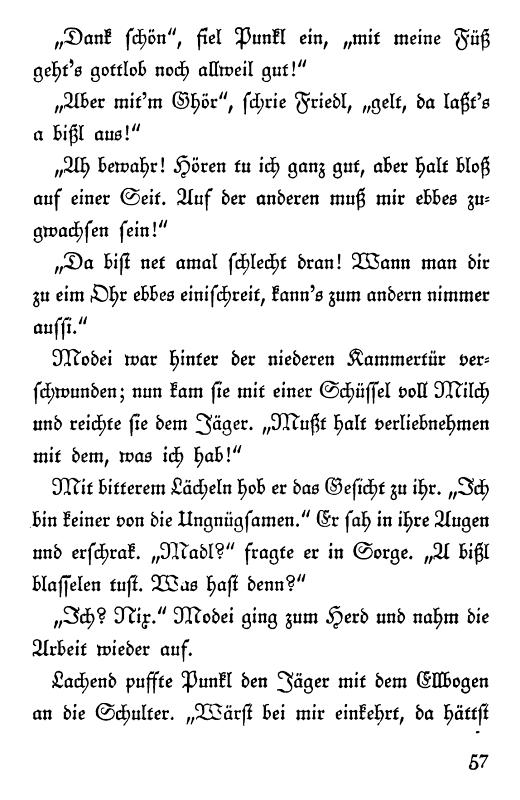 „Dank schön“, fiel Punkl ein, „mit meine Füß
geht's gottlob noch allweil gut!“
„Aber mit'm Ghör“, schrie Friedl, „gelt, da laßt's
a bißl aus!“
„Ah bewahr! Hören tu ich ganz gut, aber halt bloß
auf einer Seit. Auf der anderen muß mir ebbes zu-
gwachsen sein!“
„Da bist net amal schlecht dran! Wann man dir
zu eim Ohr ebbes einischreit, kann's zum andern nimmer
aussi.“
Modei war hinter der niederen Kammertür ver-
schwunden; nun kam sie mit einer Schüssel voll Milch
und reichte sie dem Jäger. „Mußt halt verliebnehmen
mit dem, was ich hab!“
Mit bitterem Lächeln hob er das Gesicht zu ihr. „Ich
bin keiner von die Ungnügsamen.“ Er sah in ihre Augen
und erschrak. „Madl?“ fragte er in Sorge. „A bißl
blasselen tust. Was hast denn?“
„Ich? Nix.“ Modei ging zum Herd und nahm die
Arbeit wieder auf.
Lachend puffte Punkl den Jäger mit dem Ellbogen
an die Schulter. „Wärst bei mir einkehrt, da hättst
57